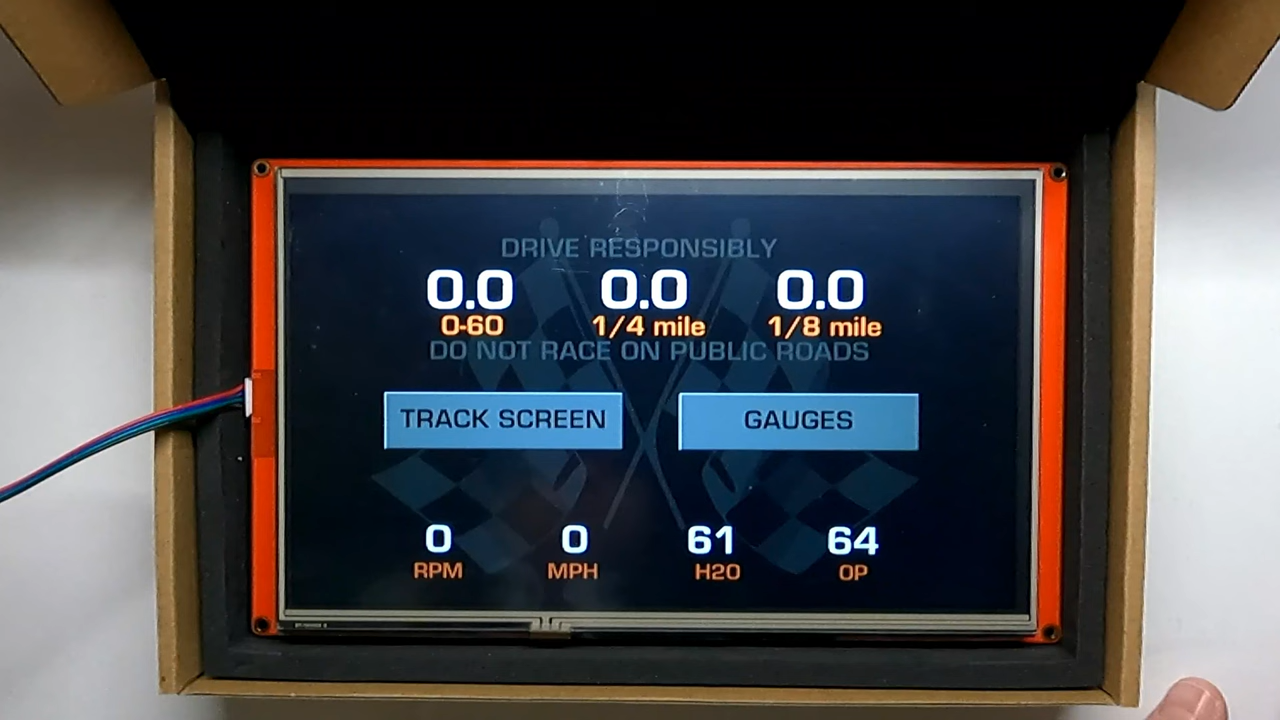 DRIVE RESPONSIBLY
0.0 0.0 0.0
0-60 1/4 mile 1/8 mile
DO NOT RACE ON PUBLIC ROADS
TRACK SCREEN GAUGES
0 0 61 64
RPM MPH H2O OP